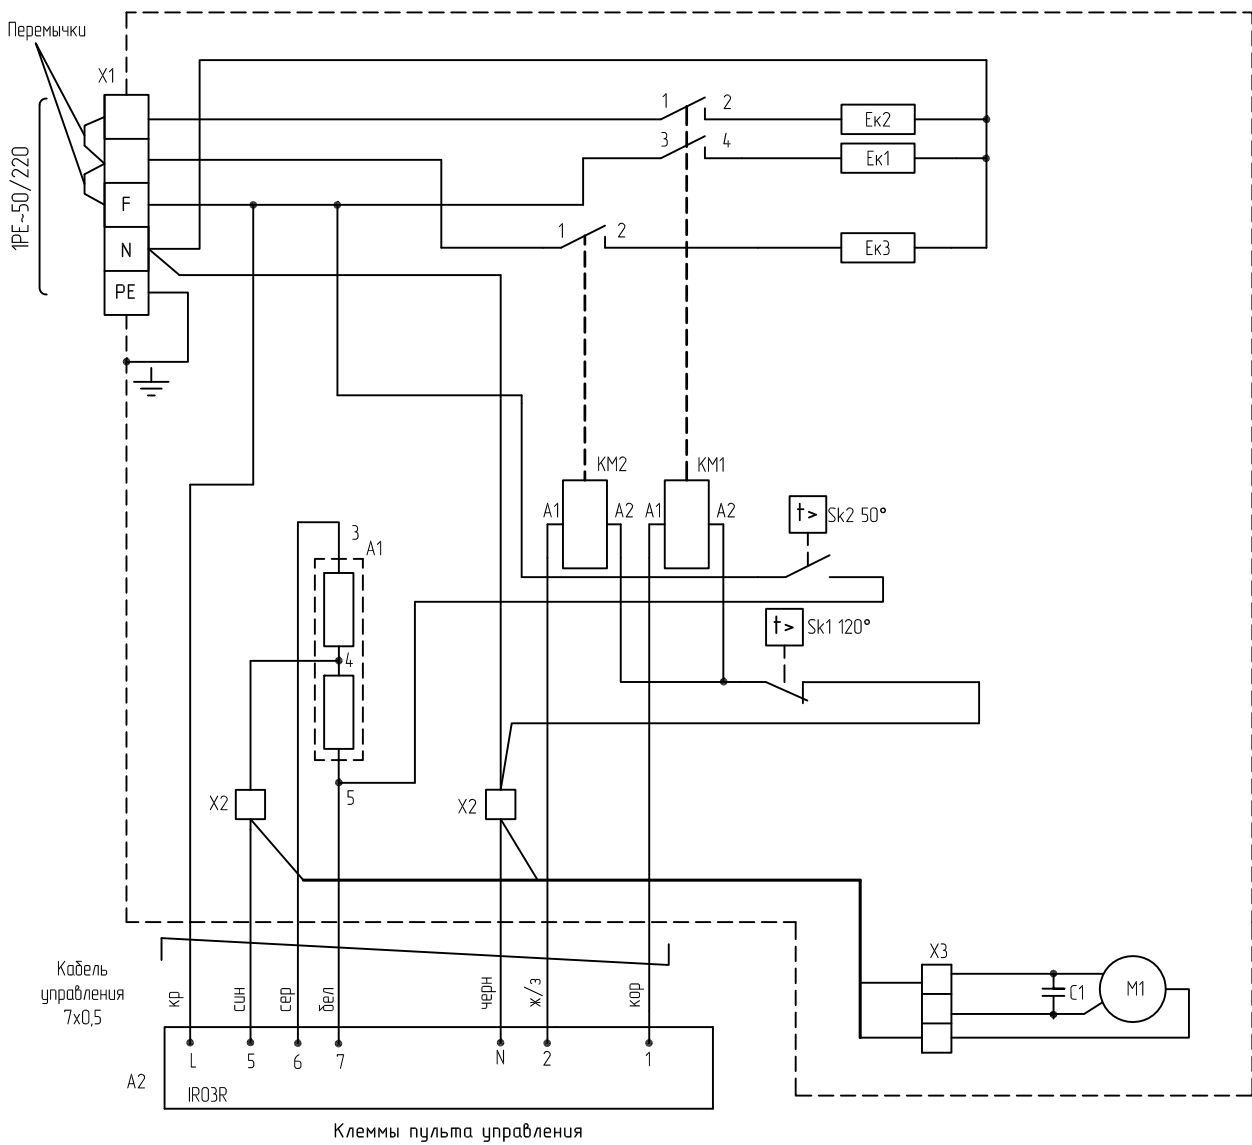 Перемычки
X1
1PE~50/220
F
N
PE
1 2
Ек2
3 4
Ек1
1 2
Ек3
КМ2
КМ1
A1 A2 A1 A2
t>
Sk2 50°
3
A1
t>
Sk1 120°
4
5
X2
X2
Кабель
управления
7х0,5
кр
син
сер
бел
черн
ж/з
кор
X3
C1
M1
L 5 6 7 N 2 1
A2
IR03R
Клеммы пульта управления